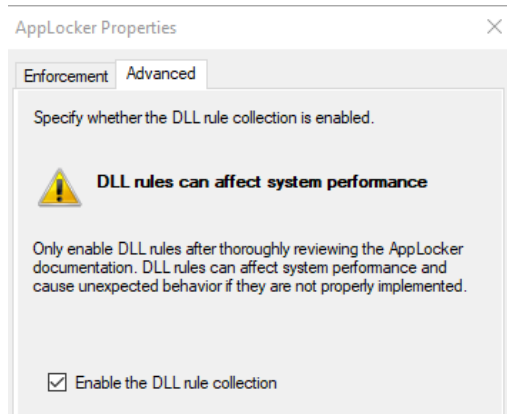 AppLocker Properties
Enforcement
Advanced
Specify whether the DLL rule collection is enabled.
DLL rules can affect system performance
Only enable DLL rules after thoroughly reviewing the AppLocker
documentation. DLL rules can affect system performance and
cause unexpected behavior if they are not properly implemented.
Enable the DLL rule collection